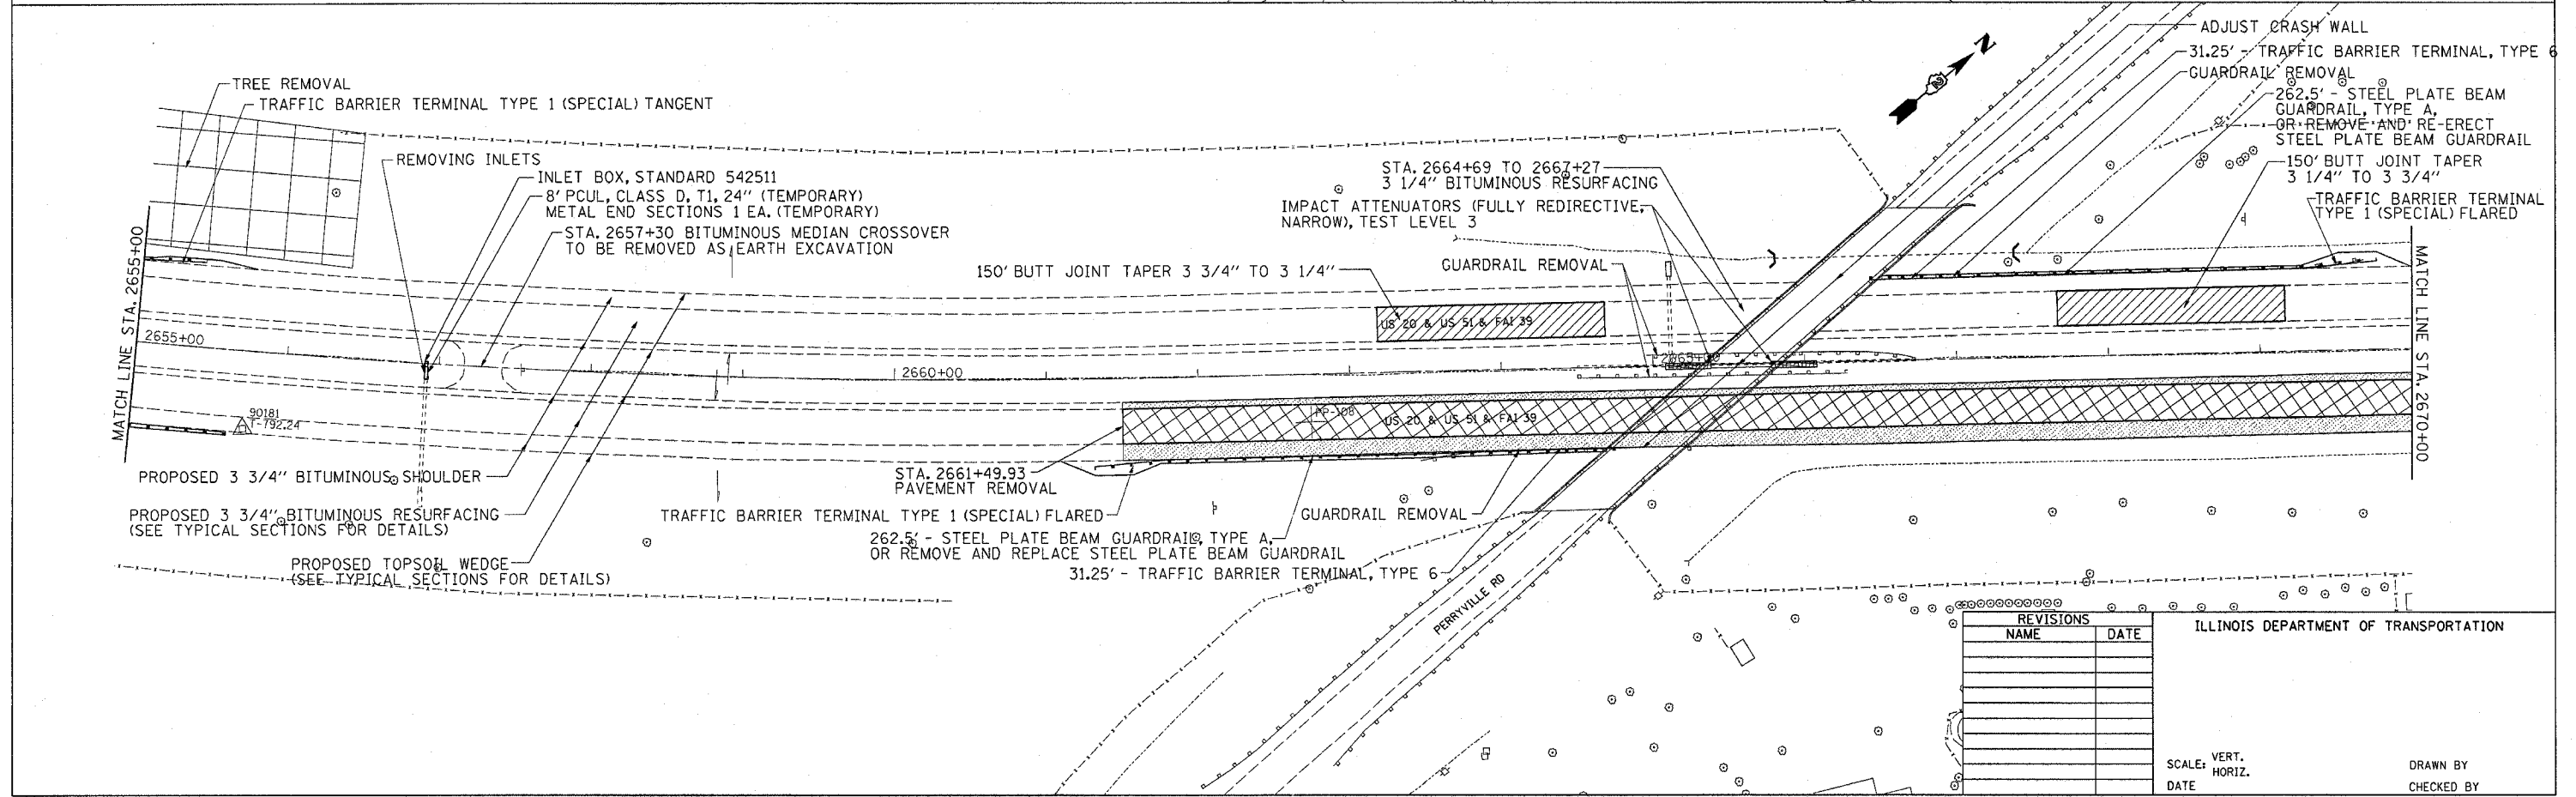 TREE REMOVAL
TRAFFIC BARRIER TERMINAL TYPE 1 (SPECIAL) TANGENT
REMOVING INLETS
INLET BOX, STANDARD 542511
8' PCUL, CLASS D, T1, 24" (TEMPORARY)
METAL END SECTIONS 1 EA. (TEMPORARY)
STA. 2657+30 BITUMINOUS MEDIAN CROSSOVER
TO BE REMOVED AS EARTH EXCAVATION
150' BUTT JOINT TAPER 3 3/4" TO 3 1/4"
STA. 2664+69 TO 2667+27
3 1/4" BITUMINOUS RESURFACING
IMPACT ATTENUATORS (FULLY REDIRECTIVE,
NARROW), TEST LEVEL 3
GUARDRAIL REMOVAL
N
ADJUST CRASH WALL
31.25' - TRAFFIC BARRIER TERMINAL, TYPE 6
GUARDRAIL REMOVAL
262.5' - STEEL PLATE BEAM
GUARDRAIL, TYPE A,
OR REMOVE AND RE-ERECT
STEEL PLATE BEAM GUARDRAIL
150' BUTT JOINT TAPER
3 1/4" TO 3 3/4"
TRAFFIC BARRIER TERMINAL
TYPE 1 (SPECIAL) FLARED
MATCH LINE STA. 2655+00
2655+00
2660+00
2665+00
US 20 & US 51 & FAI 39
US 20 & US 51 & FAI 39
PP-108
MATCH LINE STA. 2670+00
90181
T-792.24
PROPOSED 3 3/4" BITUMINOUS SHOULDER
PROPOSED 3 3/4" BITUMINOUS RESURFACING
(SEE TYPICAL SECTIONS FOR DETAILS)
PROPOSED TOPSOIL WEDGE
(SEE TYPICAL SECTIONS FOR DETAILS)
STA. 2661+49.93
PAVEMENT REMOVAL
TRAFFIC BARRIER TERMINAL TYPE 1 (SPECIAL) FLARED
GUARDRAIL REMOVAL
262.5' - STEEL PLATE BEAM GUARDRAIL, TYPE A,
OR REMOVE AND REPLACE STEEL PLATE BEAM GUARDRAIL
31.25' - TRAFFIC BARRIER TERMINAL, TYPE 6
PERRYVILLE RD
REVISIONS
NAME DATE
ILLINOIS DEPARTMENT OF TRANSPORTATION
SCALE: VERT.
HORIZ.
DATE
DRAWN BY
CHECKED BY